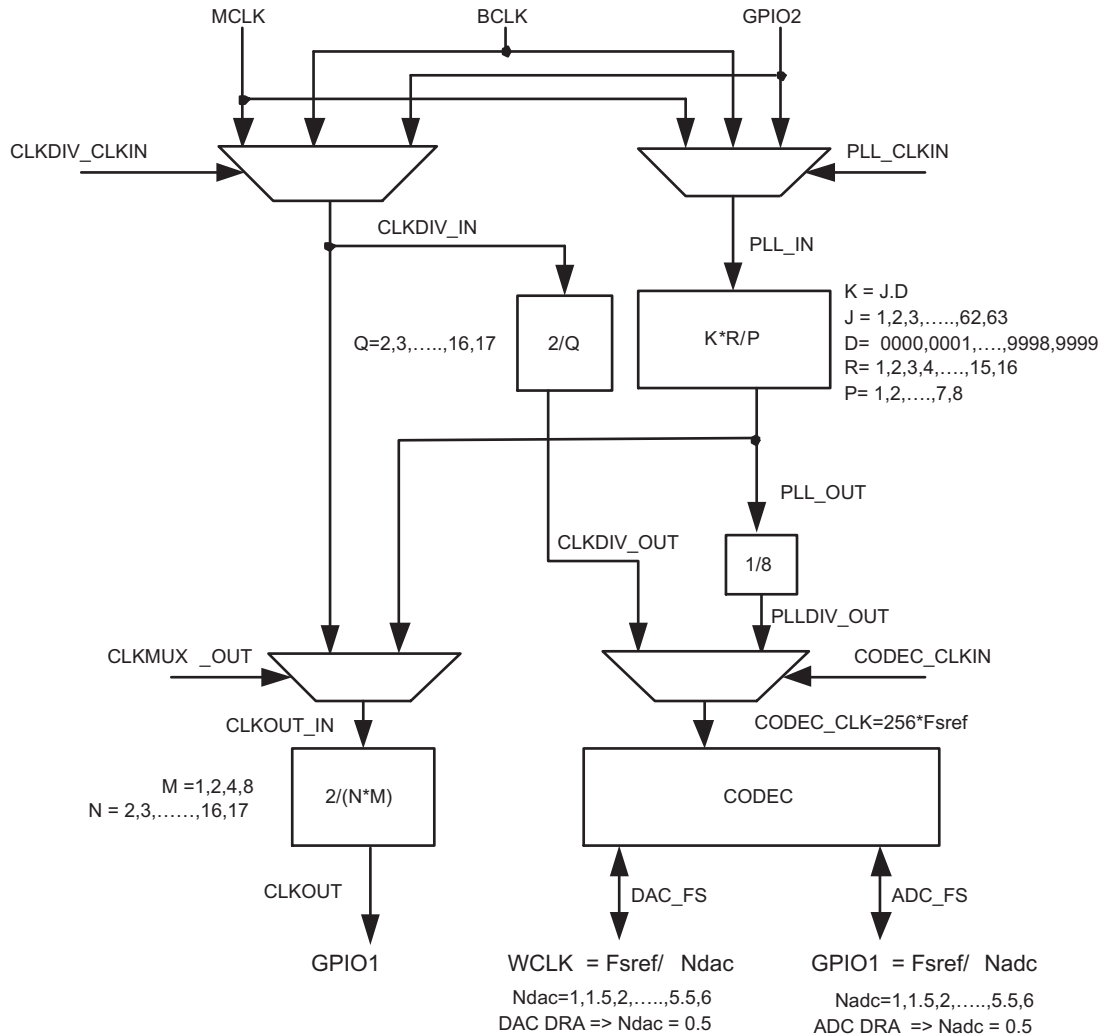 MCLK
BCLK
GPIO2
CLKDIV_CLKIN
PLL_CLKIN
CLKDIV_IN
PLL_IN
Q=2,3,.....,16,17
2/Q
K*R/P
K = J.D
J = 1,2,3,.....,62,63
D= 0000,0001,....,9998,9999
R= 1,2,3,4,....,15,16
P= 1,2,....,7,8
PLL_OUT
CLKDIV_OUT
1/8
PLLDIV_OUT
CLKMUX _OUT
CODEC_CLKIN
CLKOUT_IN
CODEC_CLK=256*Fsref
M =1,2,4,8
N = 2,3,......,16,17
2/(N*M)
CODEC
CLKOUT
DAC_FS
ADC_FS
GPIO1
WCLK = Fsref/ Ndac
GPIO1 = Fsref/ Nadc
Ndac=1,1.5,2,.....,5.5,6
DAC DRA => Ndac = 0.5
Nadc=1,1.5,2,.....,5.5,6
ADC DRA => Nadc = 0.5